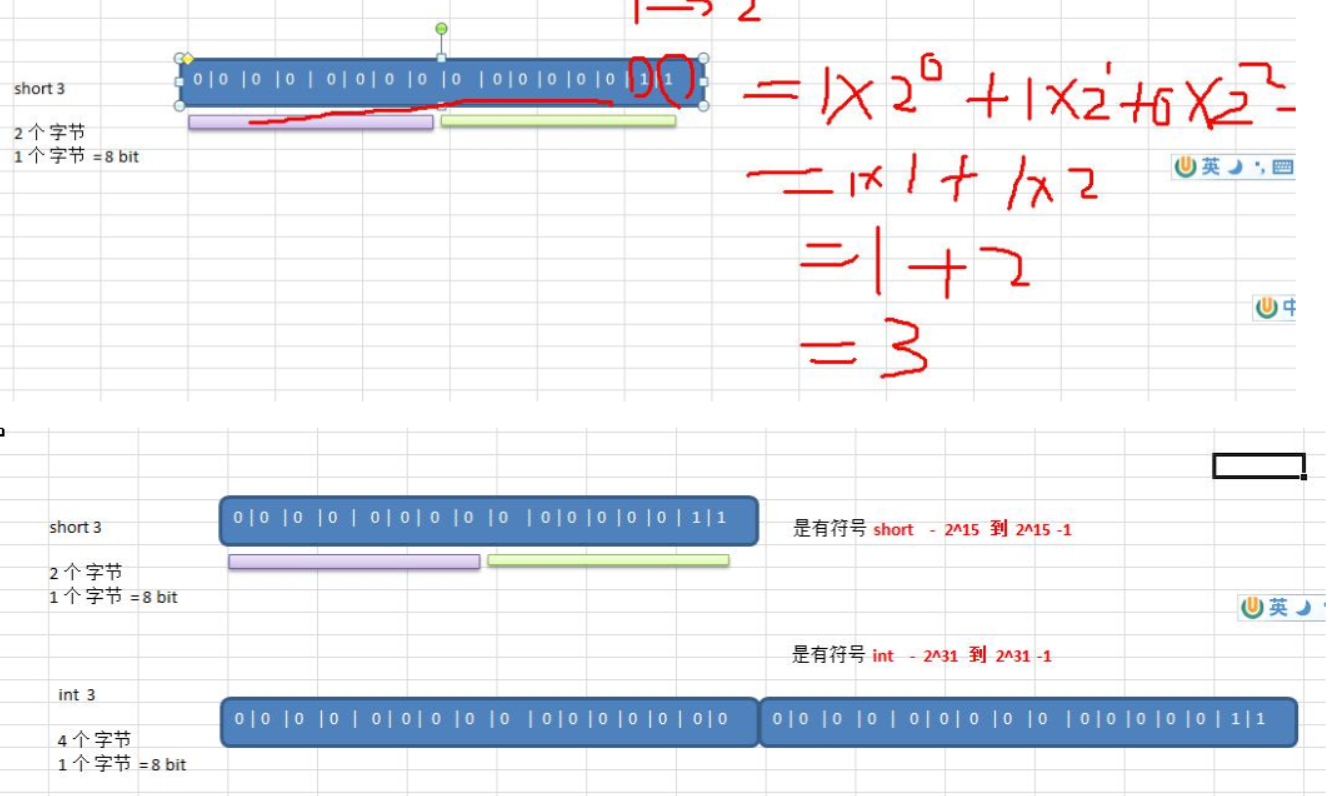 1 → 2
short 3
0|0 |0 |0 | 0|0|0 |0 |0 |0|0|0|0|0|1|1
= 1×2^0 + 1×2^1 + 0×2^2 =
2 个 字节
1 个 字节 =8 bit
英
= 1×1 + 1×2
= 1 + 2
中
= 3
short 3
0|0 |0 |0 | 0|0|0 |0 |0 | 0|0|0|0|0| 1|1
是有符号 short - 2^15 到 2^15 -1
2 个 字节
1 个 字节 =8 bit
英
是有符号 int - 2^31 到 2^31 -1
int 3
0|0 |0 |0 | 0|0|0 |0 |0 |0|0|0|0|0| 0|0
0|0 |0 |0 | 0|0|0 |0 |0 |0|0|0|0|0| 1|1
4 个 字节
1 个 字节 =8 bit